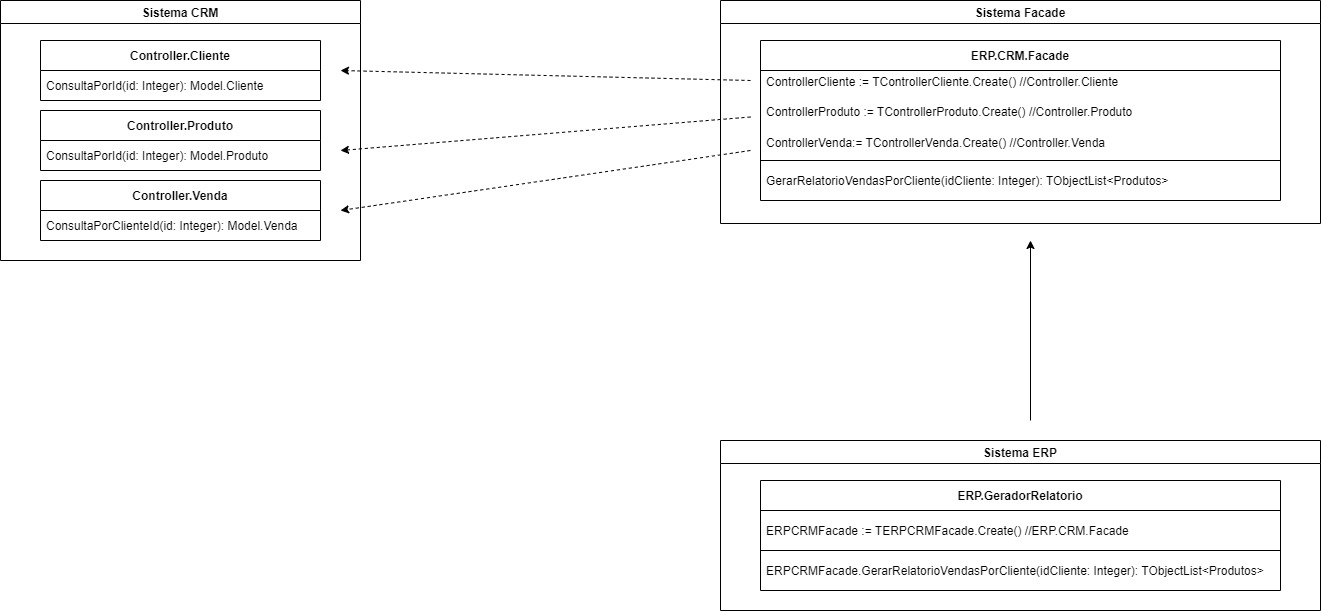 Sistema CRM
Controller.Cliente
ConsultaPorId(id: Integer): Model.Cliente
Controller.Produto
ConsultaPorId(id: Integer): Model.Produto
Controller.Venda
ConsultaPorClienteId(id: Integer): Model.Venda
Sistema Facade
ERP.CRM.Facade
ControllerCliente := TControllerCliente.Create() //Controller.Cliente
ControllerProduto := TControllerProduto.Create() //Controller.Produto
ControllerVenda:= TControllerVenda.Create() //Controller.Venda
GerarRelatorioVendasPorCliente(idCliente: Integer): TObjectList<Produtos>
Sistema ERP
ERP.GeradorRelatorio
ERPCRMFacade := TERPCRMFacade.Create() //ERP.CRM.Facade
ERPCRMFacade.GerarRelatorioVendasPorCliente(idCliente: Integer): TObjectList<Produtos>